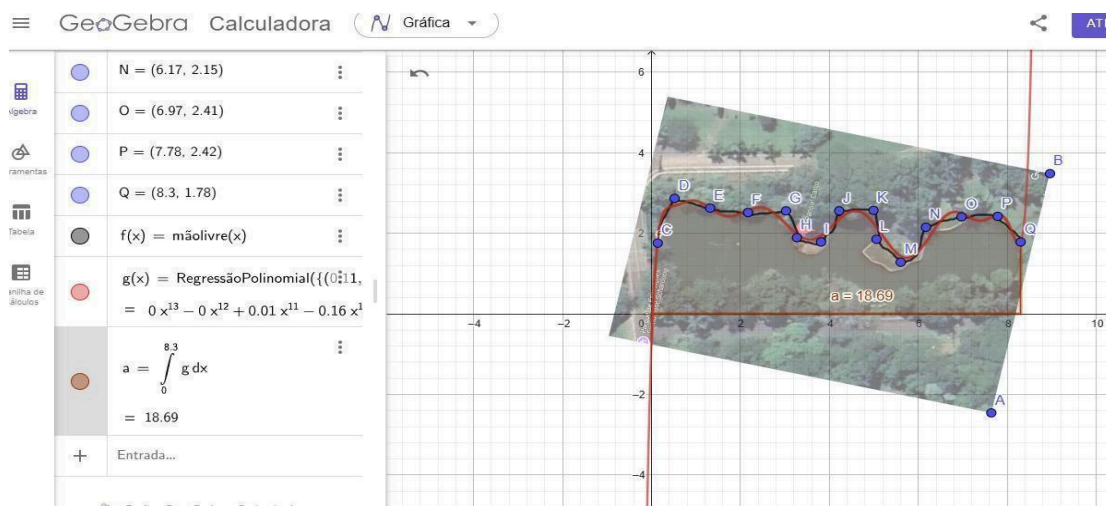 GeoGebra Calculadora Gráfica
N = (6.17, 2.15)
O = (6.97, 2.41)
P = (7.78, 2.42)
Q = (8.3, 1.78)
f(x) = mãolivre(x)
g(x) = RegressãoPolinomial({(0.11,
= 0 x¹³ − 0 x¹² + 0.01 x¹¹ − 0.16 x¹
8.3
a = ∫ g dx
0
= 18.69
+ Entrada...
lgebra
ramentas
Tabela
anilha de
álculos
ATI
6
4
2
0
−2
−4
−4
−2
2
4
6
8
10
B
D
E
F
G
J
K
O
P
N
C
H
I
L
M
Q
a = 18.69
A
f
c